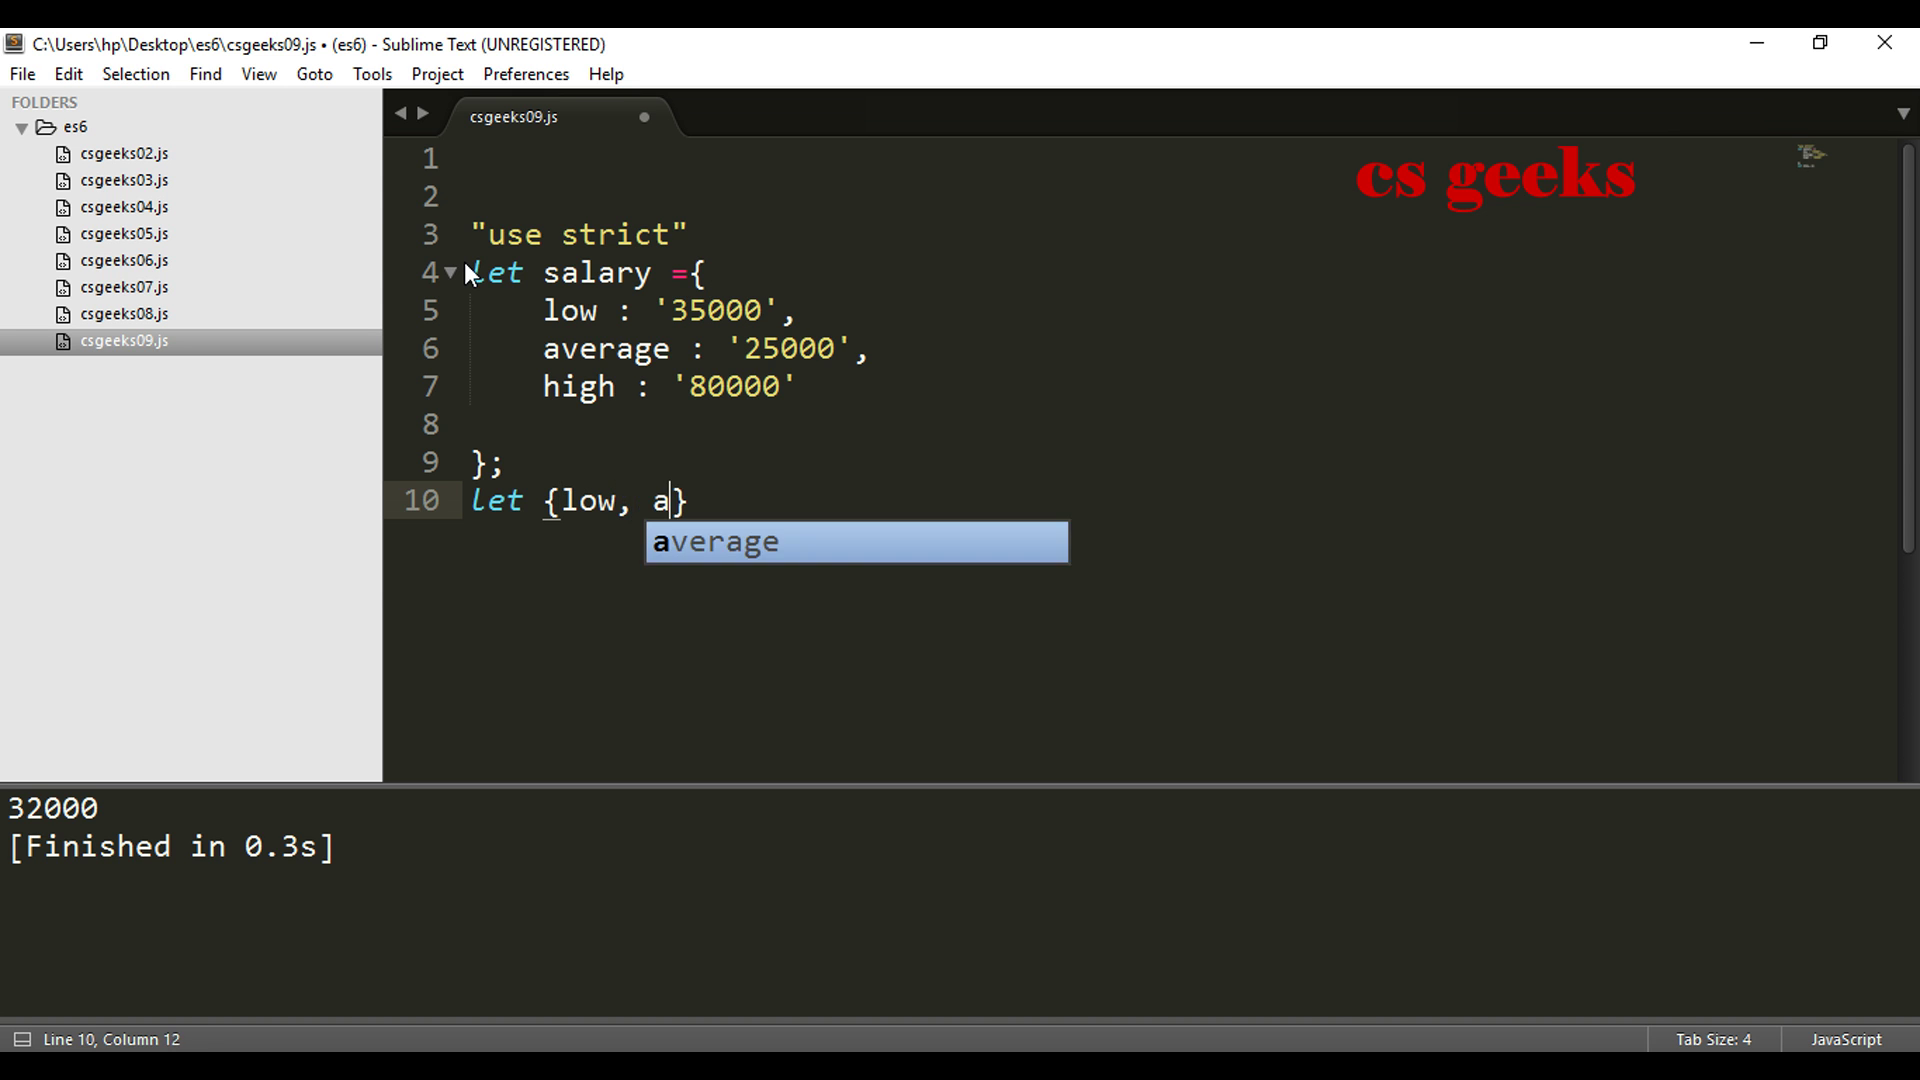 C:\Users\hp\Desktop\es6\csgeeks09.js • (es6) - Sublime Text (UNREGISTERED)
File Edit Selection Find View Goto Tools Project Preferences Help
FOLDERS
es6
csgeeks02.js
csgeeks03.js
csgeeks04.js
csgeeks05.js
csgeeks06.js
csgeeks07.js
csgeeks08.js
csgeeks09.js
csgeeks09.js
cs geeks
1
2
3 "use strict"
4 let salary ={
5 low : '35000',
6 average : '25000',
7 high : '80000'
8
9 };
10 let {low, a}
average
32000
[Finished in 0.3s]
Line 10, Column 12
Tab Size: 4
JavaScript